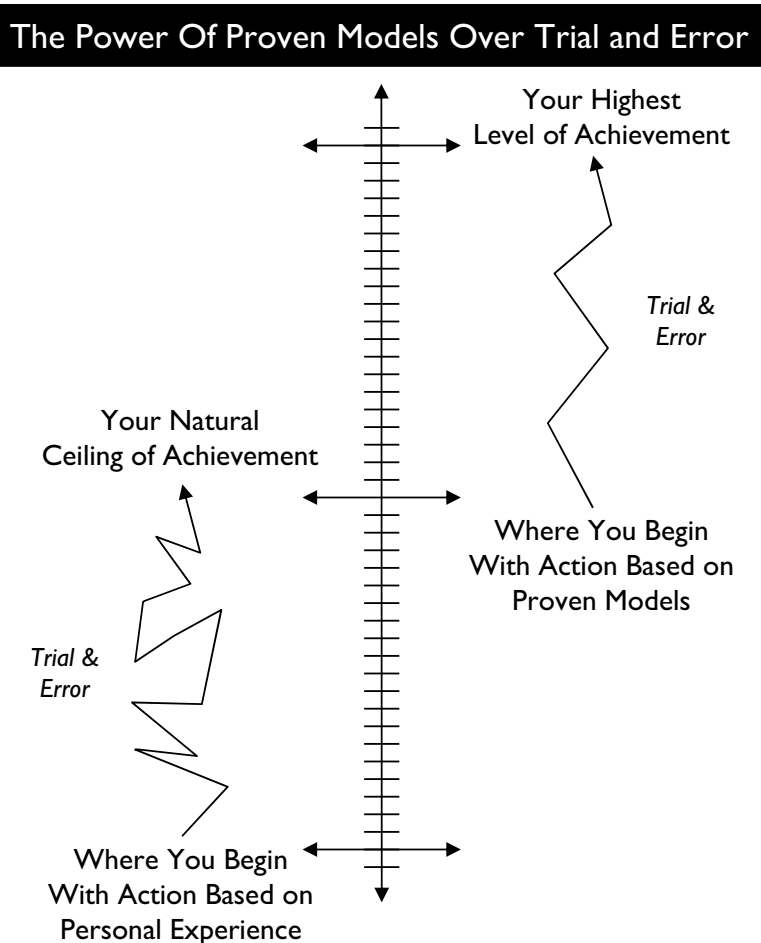 The Power Of Proven Models Over Trial and Error
Your Highest
Level of Achievement
Trial &
Error
Your Natural
Ceiling of Achievement
Where You Begin
With Action Based on
Proven Models
Trial &
Error
Where You Begin
With Action Based on
Personal Experience